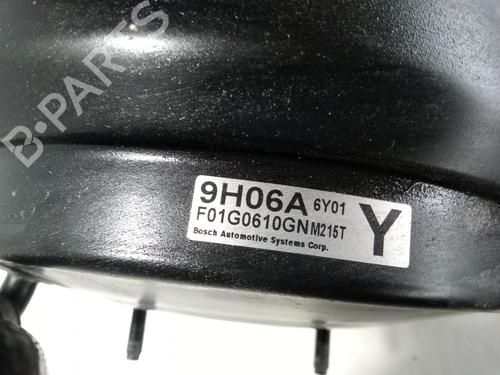 B-PARTS
9H06A 6Y01
F01G0610GN M215T Y
Bosch Automotive Systems Corp.